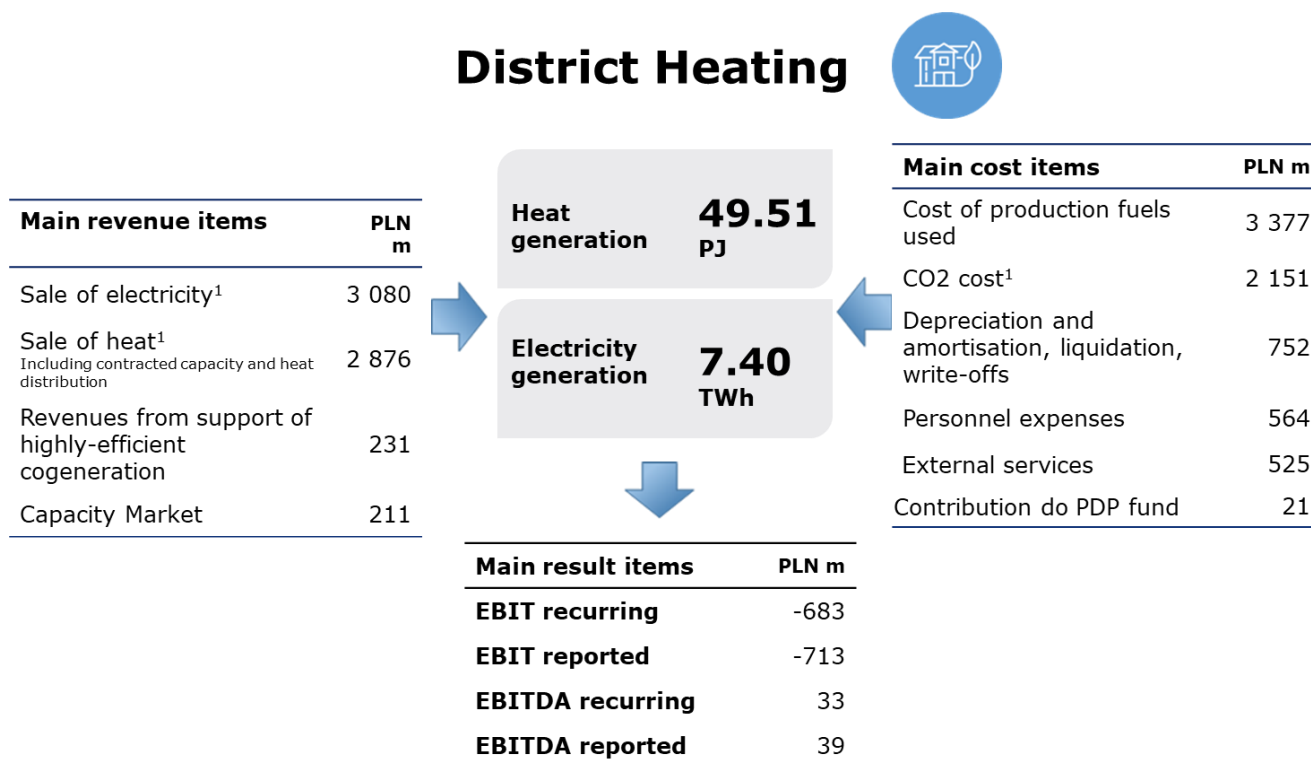 District Heating
Main revenue items PLN
m
Sale of electricity¹ 3 080
Sale of heat¹
Including contracted capacity and heat
distribution
2 876
Revenues from support of
highly-efficient
cogeneration
231
Capacity Market 211
Heat
generation
49.51
PJ
Electricity
generation
7.40
TWh
Main cost items PLN m
Cost of production fuels
used
3 377
CO2 cost¹ 2 151
Depreciation and
amortisation, liquidation,
write-offs
752
Personnel expenses 564
External services 525
Contribution do PDP fund 21
Main result items PLN m
EBIT recurring -683
EBIT reported -713
EBITDA recurring 33
EBITDA reported 39